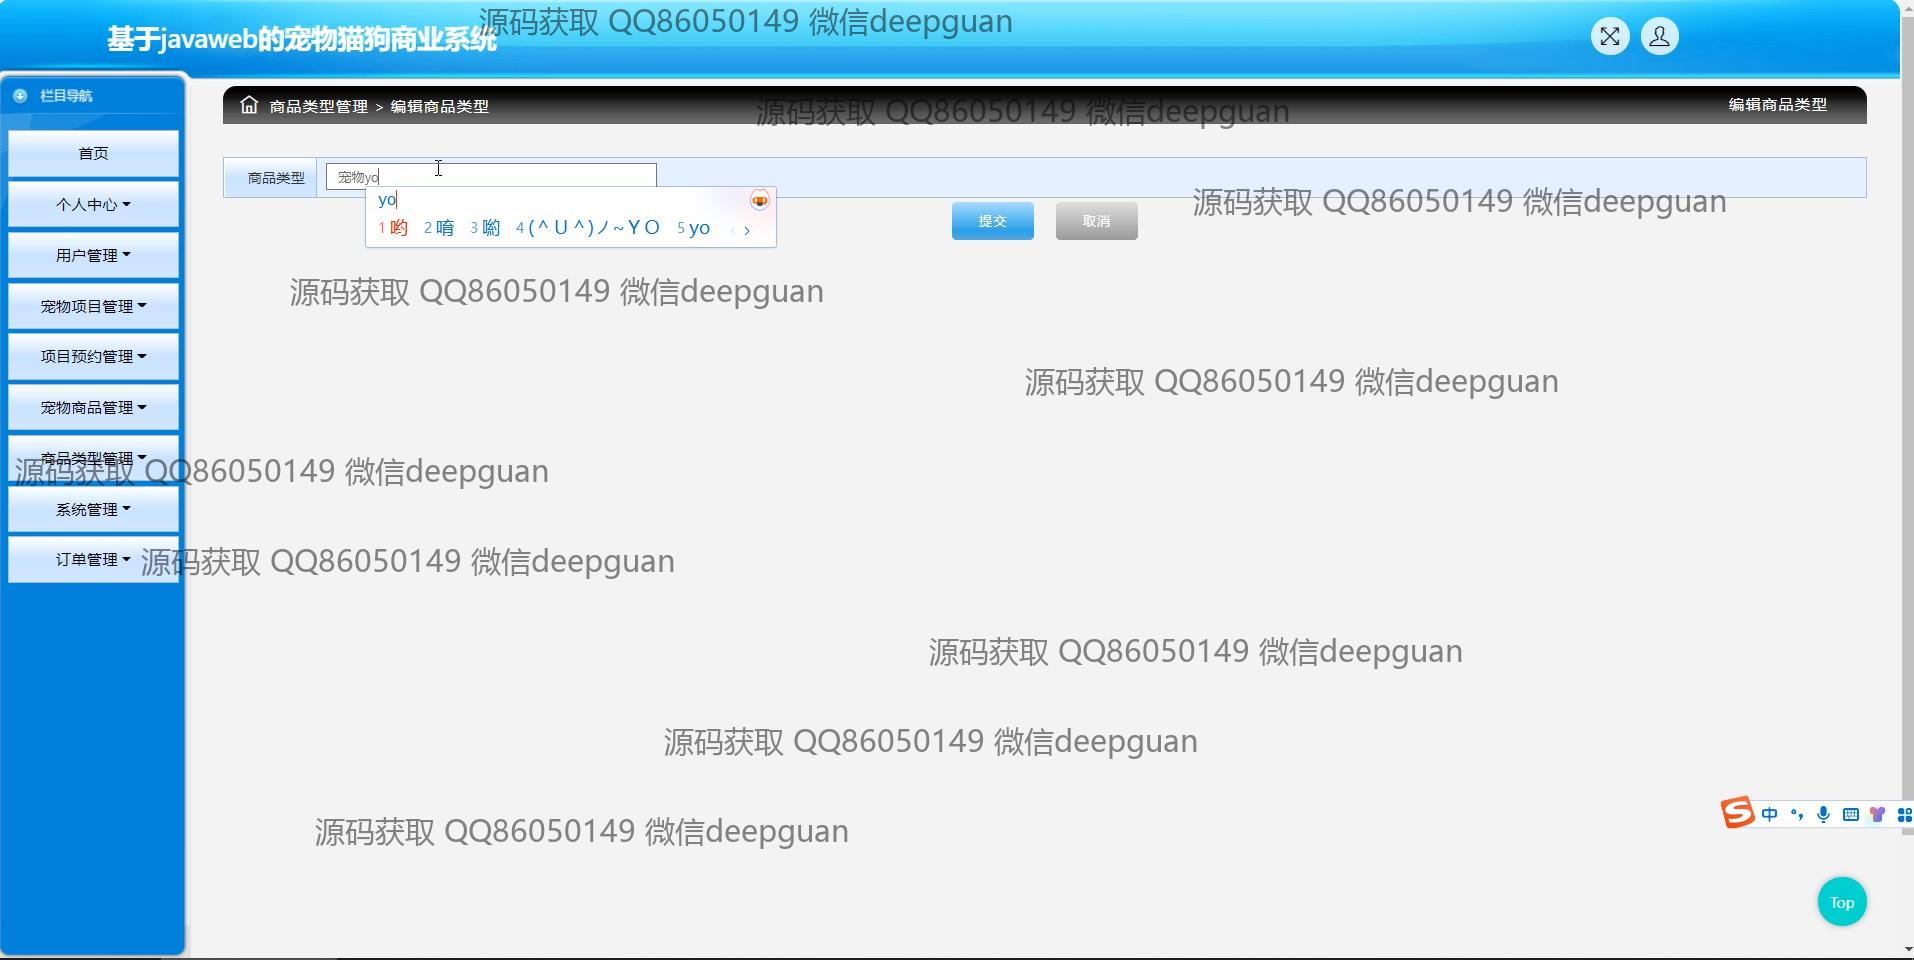 源码获取 QQ86050149 微信deepguan
基于javaweb的宠物猫狗商业系统
栏目导航
商品类型管理 > 编辑商品类型
编辑商品类型
源码获取 QQ86050149 微信deepguan
首页
商品类型
宠物yo
yo
1 哟 2 唷 3 喲 4 (^U^)ノ~YO 5 yo
提交
取消
源码获取 QQ86050149 微信deepguan
个人中心
用户管理
宠物项目管理
源码获取 QQ86050149 微信deepguan
项目预约管理
源码获取 QQ86050149 微信deepguan
宠物商品管理
商品类型管理
源码获取 QQ86050149 微信deepguan
系统管理
订单管理
源码获取 QQ86050149 微信deepguan
源码获取 QQ86050149 微信deepguan
源码获取 QQ86050149 微信deepguan
源码获取 QQ86050149 微信deepguan
S 中
Top